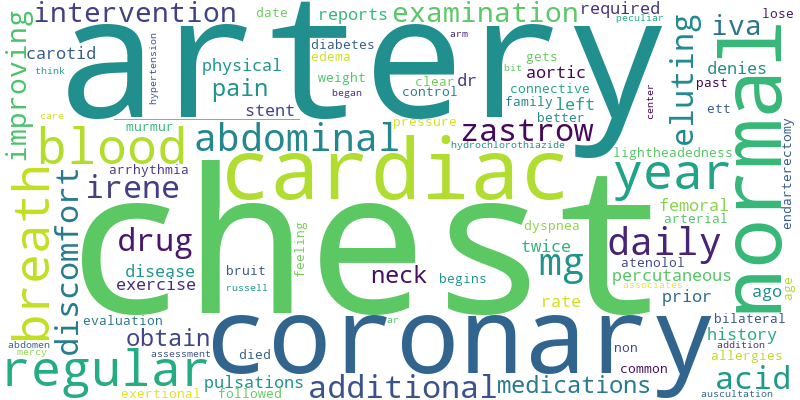 intervention
artery
date
reports
examination
required
peculiar
lose
improving
carotid
think
hypertension
physical
pain
diabetes
edema
arm
weight
began
control
gets
clear
dr
bit
aortic
connective
family
left
better
center
iva
denies
past
ett
eluting
normal
endarterectomy
care
murmur
stent
blood
abdominal
pressure
zastrow
hydrochlorothiazide
lightheadedness
arrhythmia
irene
cardiac
year
breath
discomfort
chest
femoral
arterial
drug
feeling
dyspnea
twice
mg
daily
atenolol
percutaneous
disease
exercise
bruit
russell
neck
begins
rate
associates
prior
ago
age
evaluation
obtain
died
coronary
ar
non
common
bilateral
history
addition
allergies
auscultation
acid
abdomen
mercy
assessment
regular
exertional
pulsations
followed
additional
medications